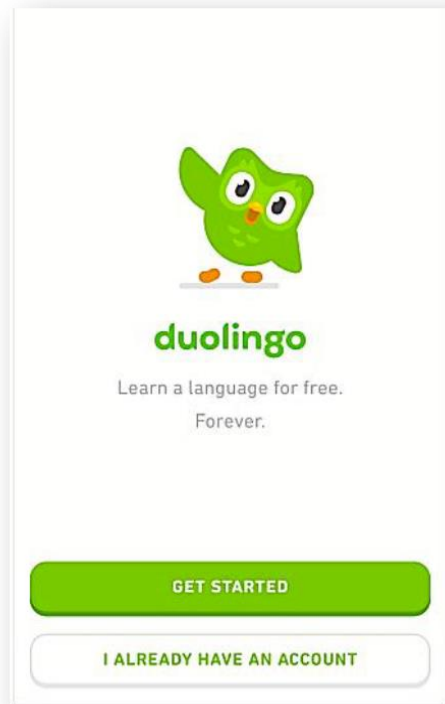 duolingo
Learn a language for free.
Forever.
GET STARTED
I ALREADY HAVE AN ACCOUNT